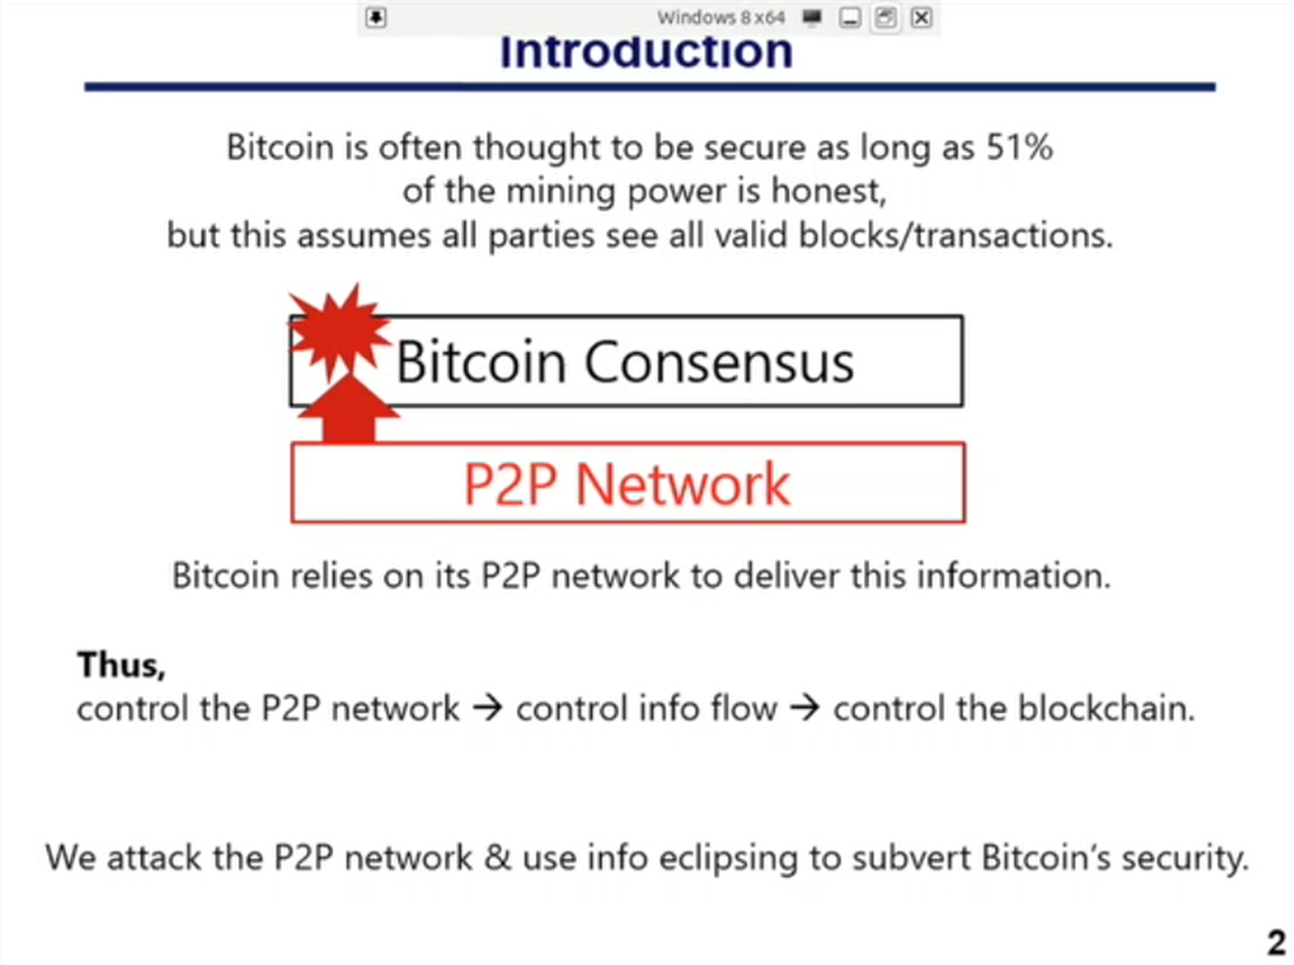 Windows 8 x64
Introduction
Bitcoin is often thought to be secure as long as 51%
of the mining power is honest,
but this assumes all parties see all valid blocks/transactions.
Bitcoin Consensus
P2P Network
Bitcoin relies on its P2P network to deliver this information.
Thus,
control the P2P network → control info flow → control the blockchain.
We attack the P2P network & use info eclipsing to subvert Bitcoin’s security.
2